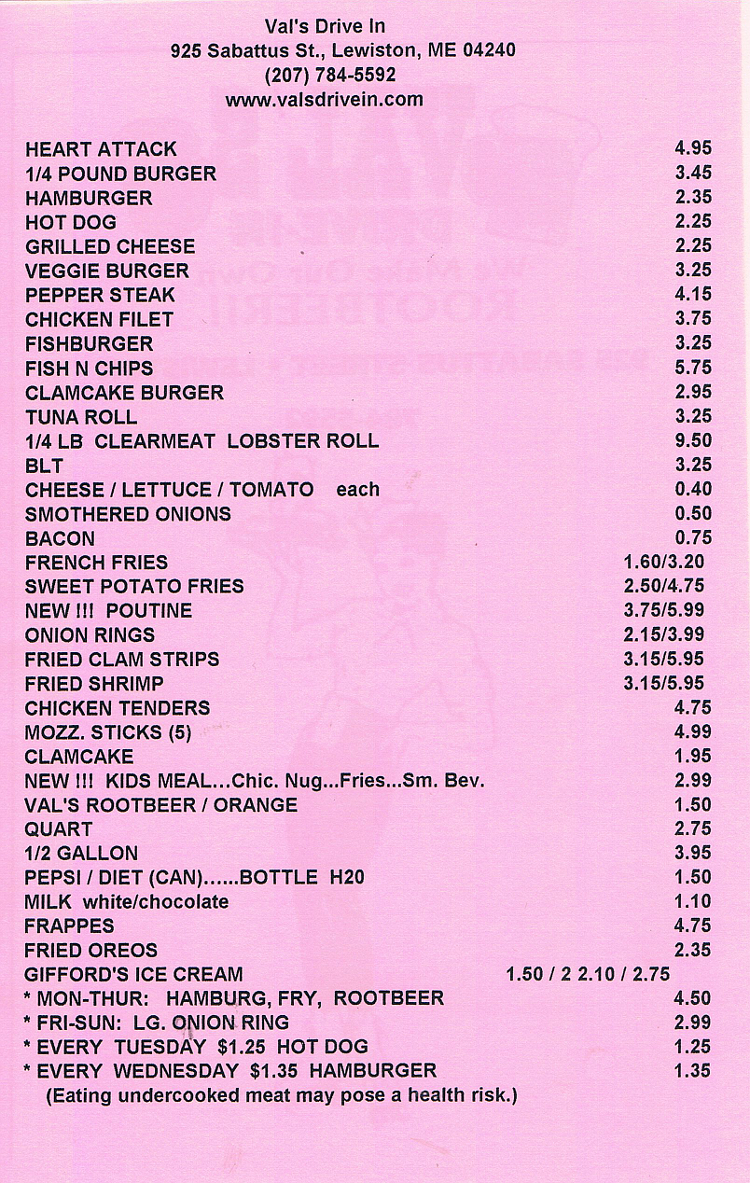 Val's Drive In
925 Sabattus St., Lewiston, ME 04240
(207) 784-5592
www.valsdrivein.com
HEART ATTACK 4.95
1/4 POUND BURGER 3.45
HAMBURGER 2.35
HOT DOG 2.25
GRILLED CHEESE 2.25
VEGGIE BURGER 3.25
PEPPER STEAK 4.15
CHICKEN FILET 3.75
FISHBURGER 3.25
FISH N CHIPS 5.75
CLAMCAKE BURGER 2.95
TUNA ROLL 3.25
1/4 LB CLEARMEAT LOBSTER ROLL 9.50
BLT 3.25
CHEESE / LETTUCE / TOMATO each 0.40
SMOTHERED ONIONS 0.50
BACON 0.75
FRENCH FRIES 1.60/3.20
SWEET POTATO FRIES 2.50/4.75
NEW !!! POUTINE 3.75/5.99
ONION RINGS 2.15/3.99
FRIED CLAM STRIPS 3.15/5.95
FRIED SHRIMP 3.15/5.95
CHICKEN TENDERS 4.75
MOZZ. STICKS (5) 4.99
CLAMCAKE 1.95
NEW !!! KIDS MEAL...Chic. Nug...Fries...Sm. Bev. 2.99
VAL'S ROOTBEER / ORANGE 1.50
QUART 2.75
1/2 GALLON 3.95
PEPSI / DIET (CAN)......BOTTLE H20 1.50
MILK white/chocolate 1.10
FRAPPES 4.75
FRIED OREOS 2.35
GIFFORD'S ICE CREAM 1.50 / 2 2.10 / 2.75
* MON-THUR: HAMBURG, FRY, ROOTBEER 4.50
* FRI-SUN: LG. ONION RING 2.99
* EVERY TUESDAY $1.25 HOT DOG 1.25
* EVERY WEDNESDAY $1.35 HAMBURGER 1.35
(Eating undercooked meat may pose a health risk.)